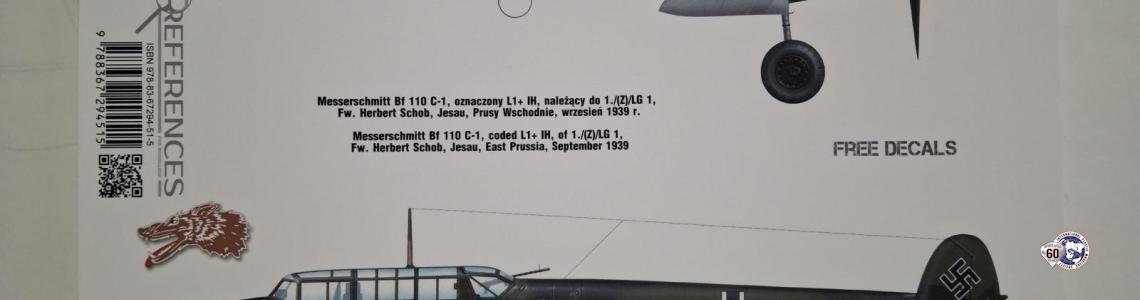 REFERENCES
ISBN 978-83-67294-51-5
9 788367 294515
Messerschmitt Bf 110 C-1, oznaczony L1+ IH, należący do 1./(Z)/LG 1,
Fw. Herbert Schob, Jesau, Prusy Wschodnie, wrzesień 1939 r.
Messerschmitt Bf 110 C-1, coded L1+ IH, of 1./(Z)/LG 1,
Fw. Herbert Schob, Jesau, East Prussia, September 1939
FREE DECALS
60